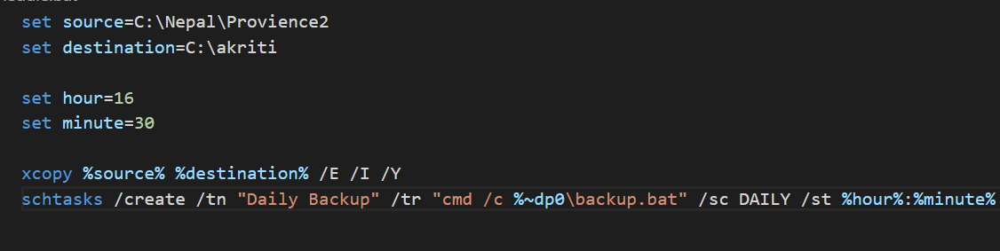 set source=C:\Nepal\Provience2
set destination=C:\akriti
set hour=16
set minute=30
xcopy %source% %destination% /E /I /Y
schtasks /create /tn "Daily Backup" /tr "cmd /c %~dp0\backup.bat" /sc DAILY /st %hour%:%minute%